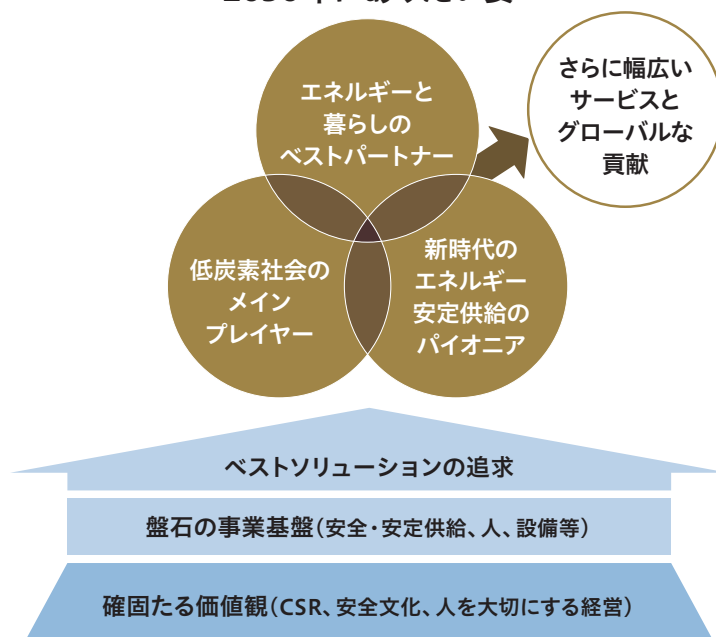 さらに幅広い
サービスと
グローバルな
貢献
エネルギーと
暮らしの
ベストパートナー
低炭素社会の
メイン
プレイヤー
新時代の
エネルギー
安定供給の
パイオニア
ベストソリューションの追求
盤石の事業基盤(安全・安定供給、人、設備等)
確固たる価値観(CSR、安全文化、人を大切にする経営)